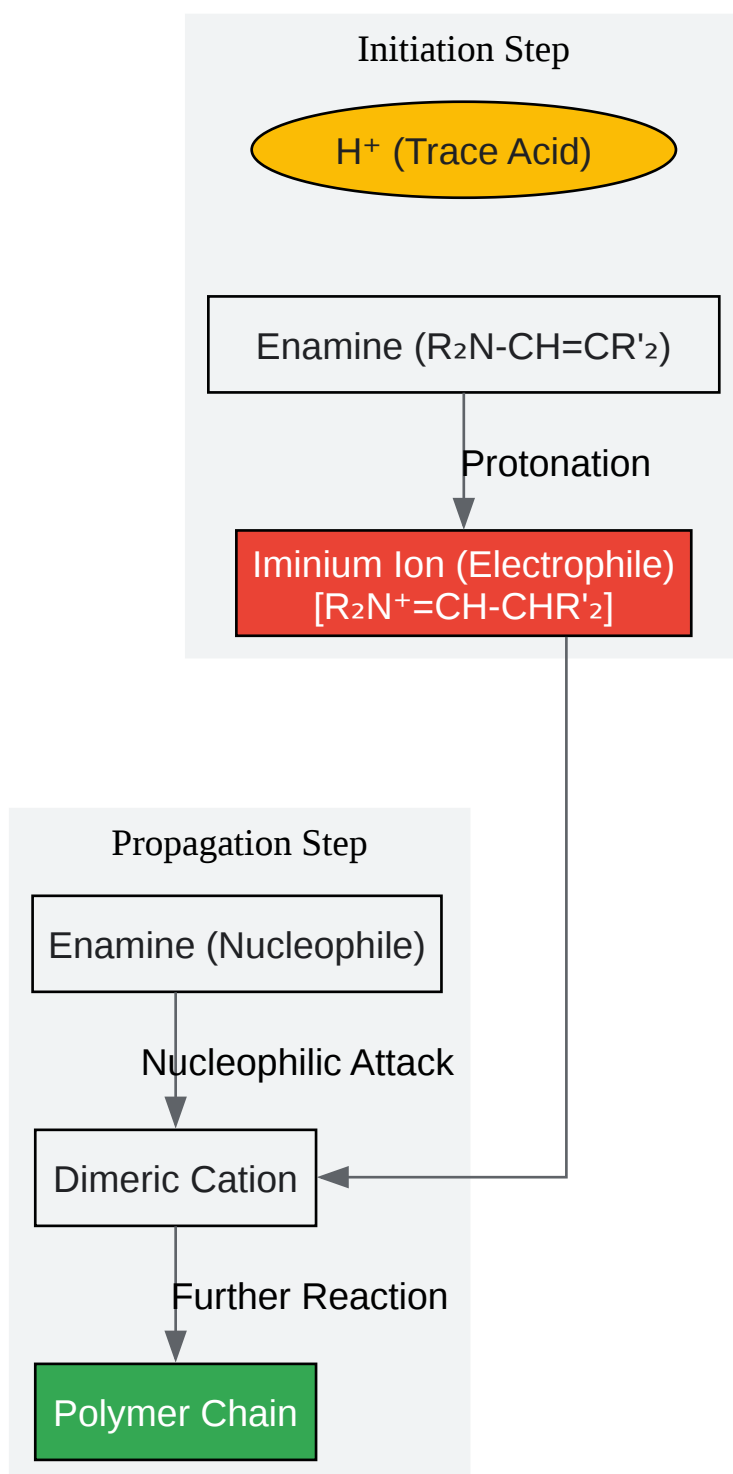 Initiation Step
H⁺ (Trace Acid)
Enamine (R₂N-CH=CR'₂)
Protonation
Iminium Ion (Electrophile)
[R₂N⁺=CH-CHR'₂]
Propagation Step
Enamine (Nucleophile)
Nucleophilic Attack
Dimeric Cation
Further Reaction
Polymer Chain